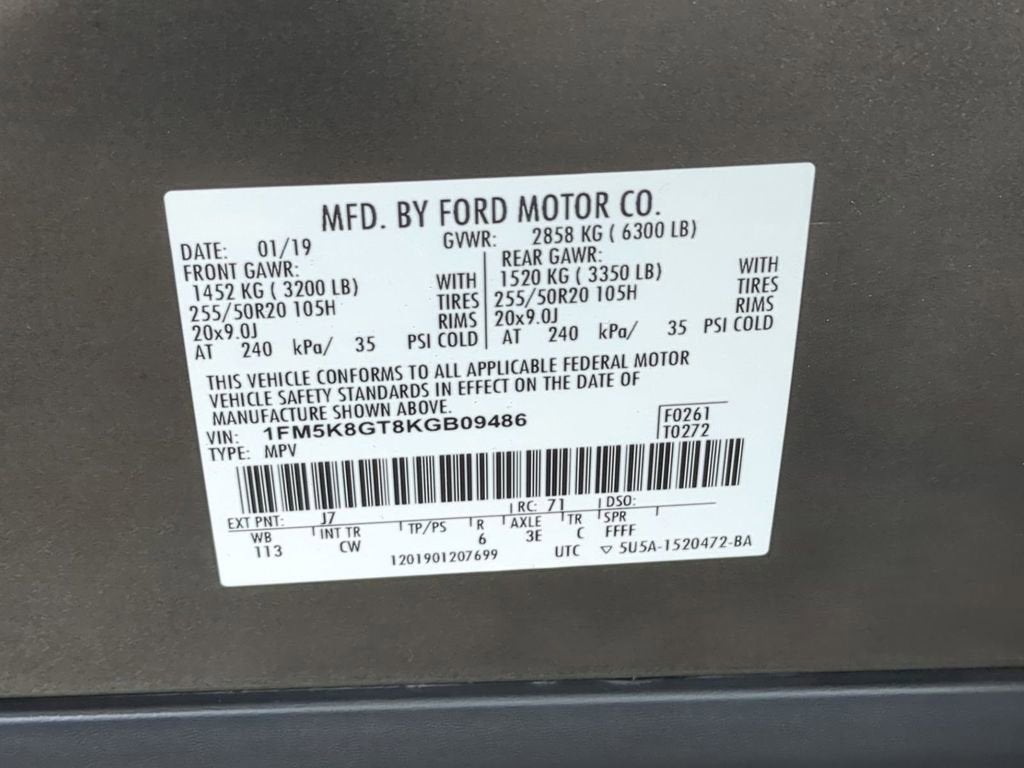 MFD. BY FORD MOTOR CO.
DATE: 01/19 GVWR: 2858 KG ( 6300 LB)
FRONT GAWR: REAR GAWR:
1452 KG ( 3200 LB) WITH 1520 KG ( 3350 LB) WITH
255/50R20 105H TIRES 255/50R20 105H TIRES
20x9.0J RIMS 20x9.0J RIMS
AT 240 kPa/ 35 PSI COLD AT 240 kPa/ 35 PSI COLD
THIS VEHICLE CONFORMS TO ALL APPLICABLE FEDERAL MOTOR
VEHICLE SAFETY STANDARDS IN EFFECT ON THE DATE OF
MANUFACTURE SHOWN ABOVE.
VIN: 1FM5K8GT8KGB09486 F0261
TYPE: MPV T0272
EXT PNT: J7 RC: 71 DSO:
WB INT TR TP/PS R AXLE TR SPR
113 CW 6 3E C FFFF
1201901207699 UTC ▽ 5U5A-1520472-BA